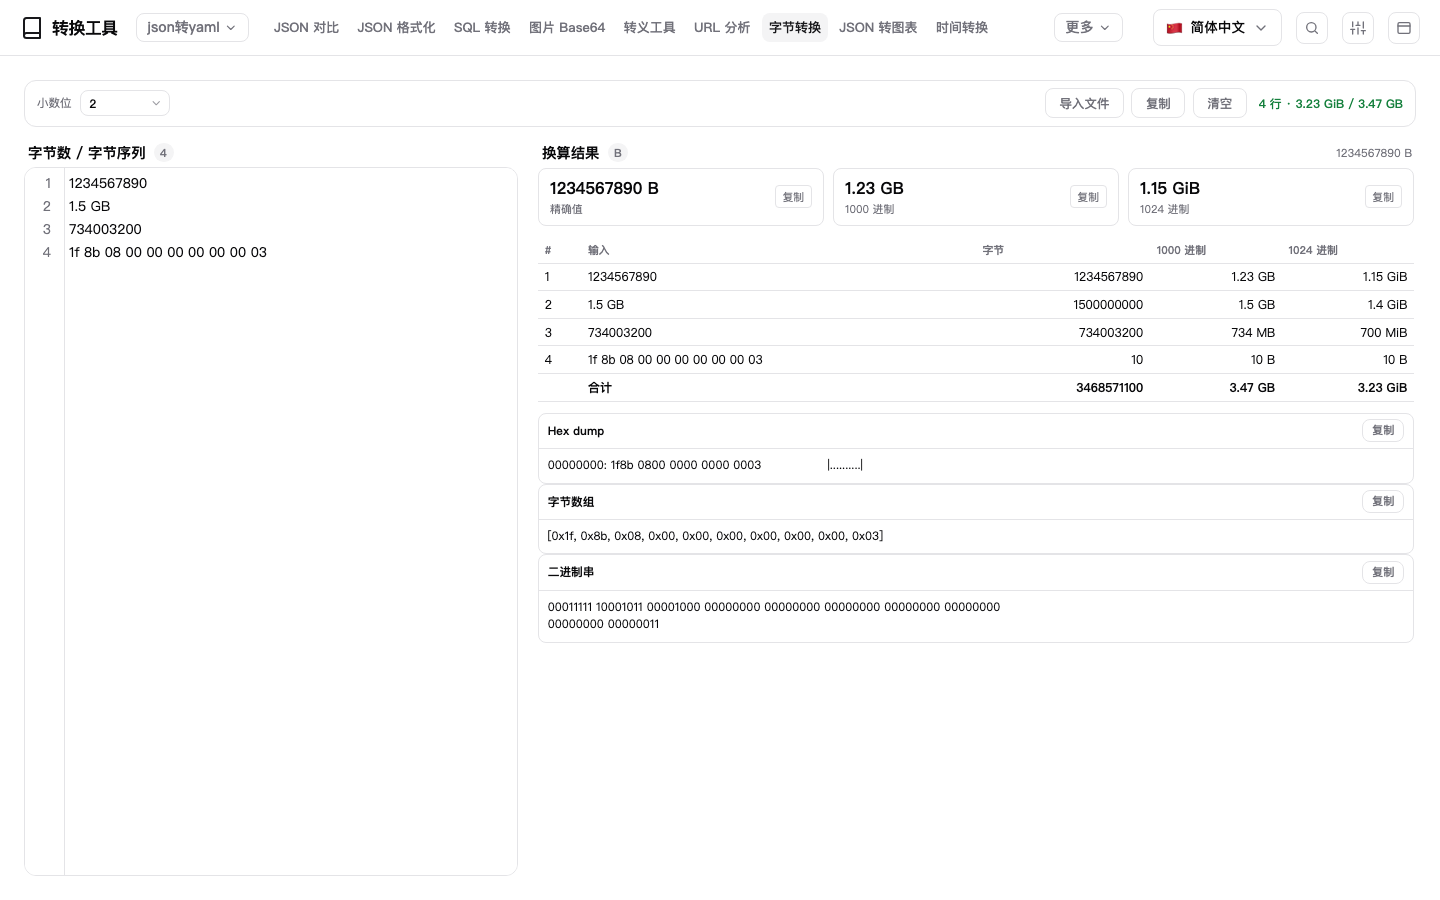 转换工具 json转yaml JSON 对比 JSON 格式化 SQL 转换 图片 Base64 转义工具 URL 分析 字节转换 JSON 转图表 时间转换 更多 简体中文
小数位 2 导入文件 复制 清空 4 行 · 3.23 GiB / 3.47 GB
字节数 / 字节序列 4
1 1234567890
2 1.5 GB
3 734003200
4 1f 8b 08 00 00 00 00 00 00 03
换算结果 B 1234567890 B
1234567890 B 复制
精确值
1.23 GB 复制
1000 进制
1.15 GiB 复制
1024 进制
# 输入 字节 1000 进制 1024 进制
1 1234567890 1234567890 1.23 GB 1.15 GiB
2 1.5 GB 1500000000 1.5 GB 1.4 GiB
3 734003200 734003200 734 MB 700 MiB
4 1f 8b 08 00 00 00 00 00 00 03 10 10 B 10 B
合计 3468571100 3.47 GB 3.23 GiB
Hex dump 复制
00000000: 1f8b 0800 0000 0000 0003 |..........|
字节数组 复制
[0x1f, 0x8b, 0x08, 0x00, 0x00, 0x00, 0x00, 0x00, 0x00, 0x03]
二进制串 复制
00011111 10001011 00001000 00000000 00000000 00000000 00000000 00000000
00000000 00000011